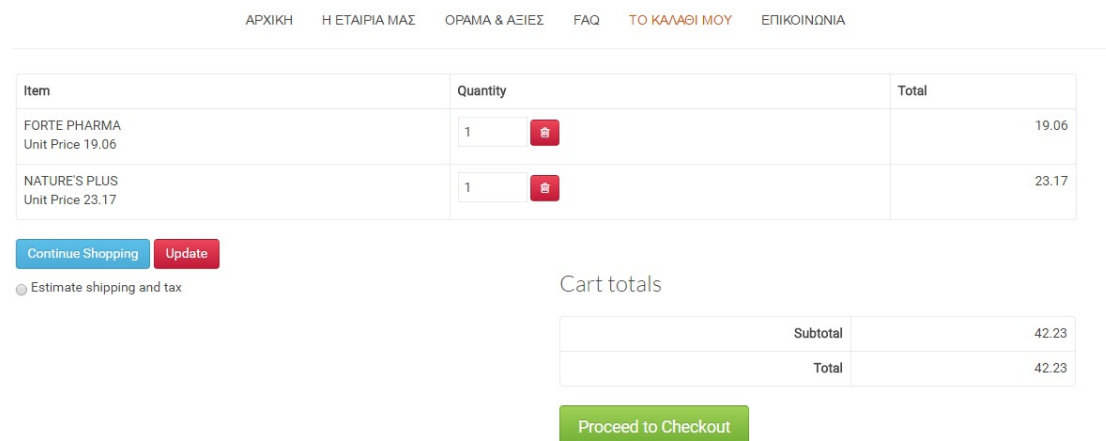 ΑΡΧΙΚΗ Η ΕΤΑΙΡΙΑ ΜΑΣ ΟΡΑΜΑ & ΑΞΙΕΣ FAQ ΤΟ ΚΑΛΑΘΙ ΜΟΥ ΕΠΙΚΟΙΝΩΝΙΑ
Item Quantity Total
FORTE PHARMA
Unit Price 19.06
1 19.06
NATURE'S PLUS
Unit Price 23.17
1 23.17
Continue Shopping Update
Estimate shipping and tax
Cart totals
Subtotal 42.23
Total 42.23
Proceed to Checkout